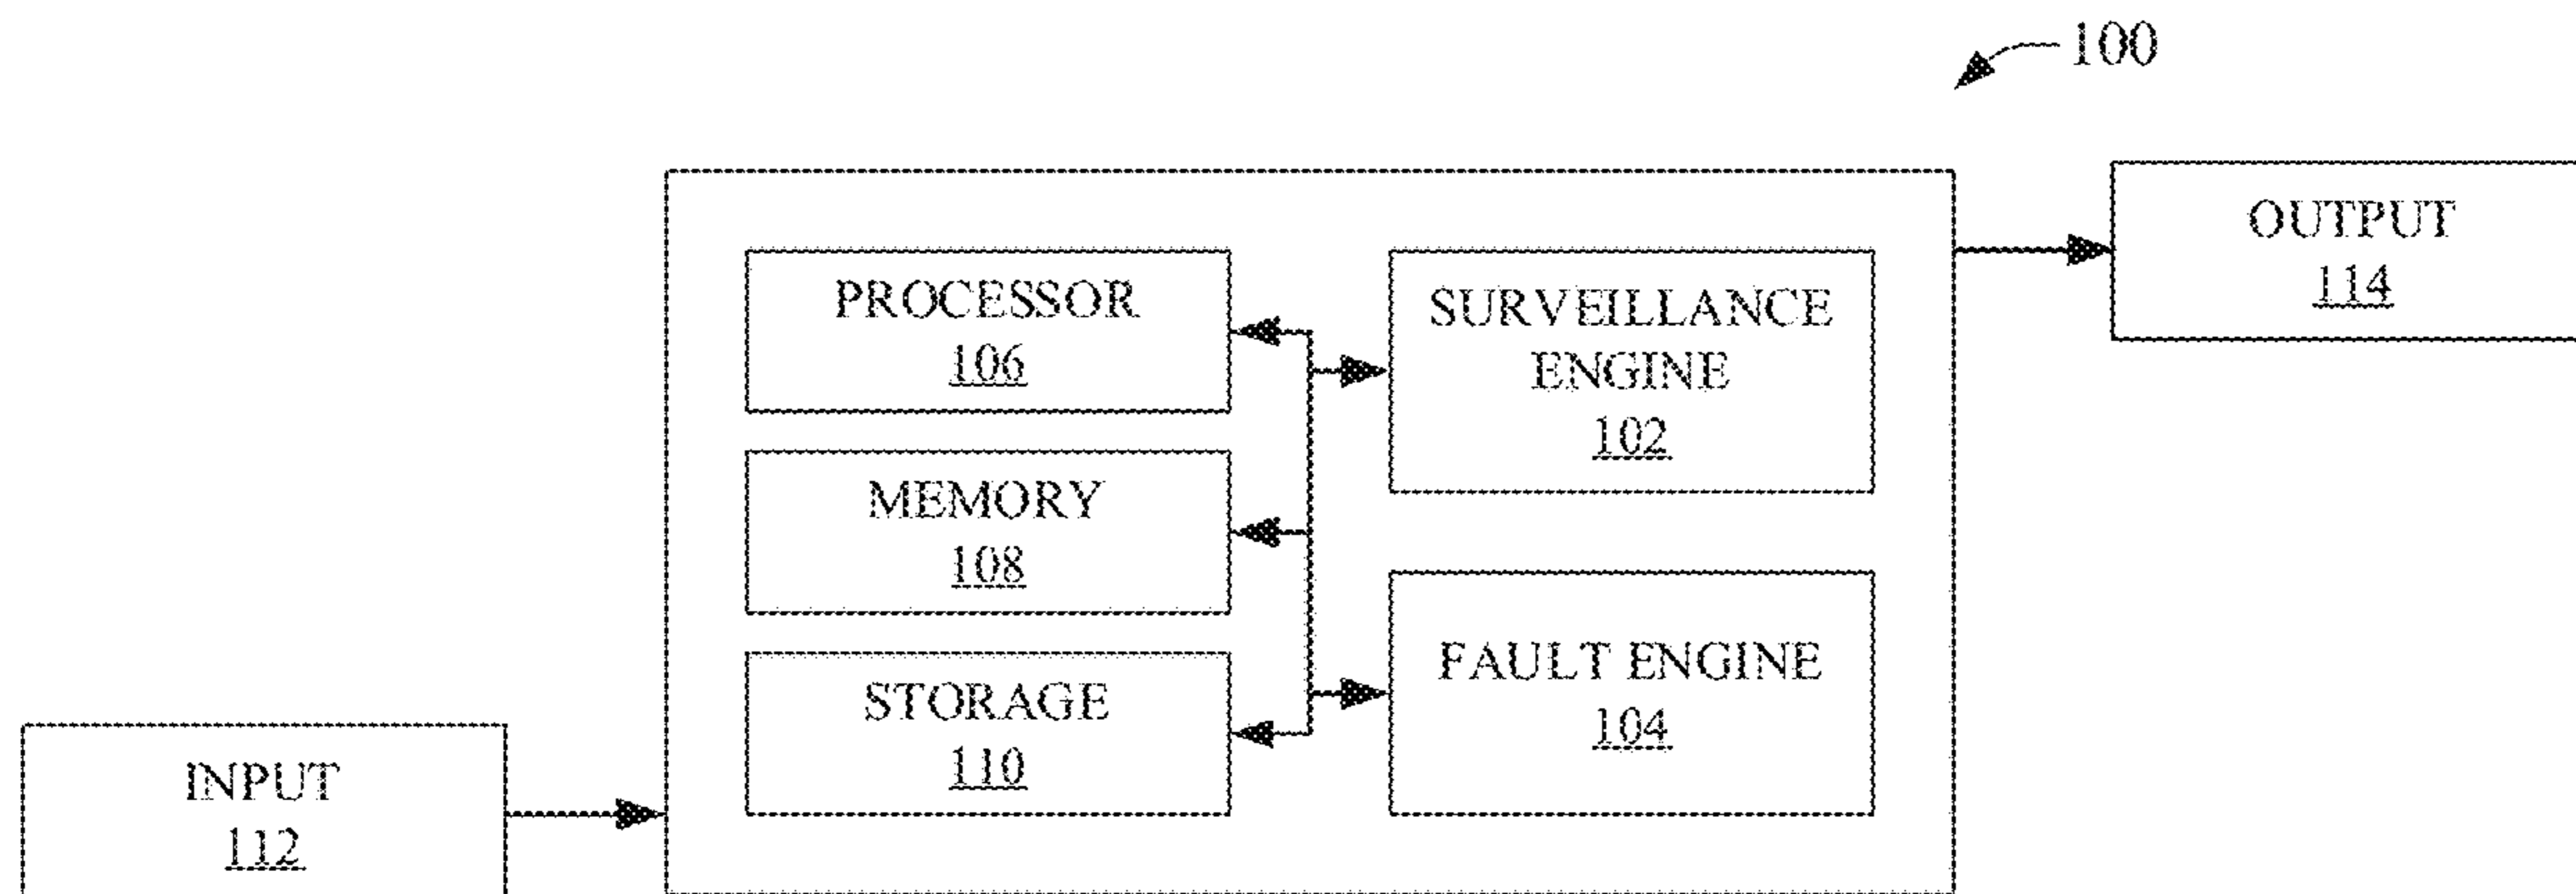 100
OUTPUT
114
PROCESSOR
106
SURVEILLANCE
ENGINE
102
MEMORY
108
FAULT ENGINE
104
STORAGE
110
INPUT
112